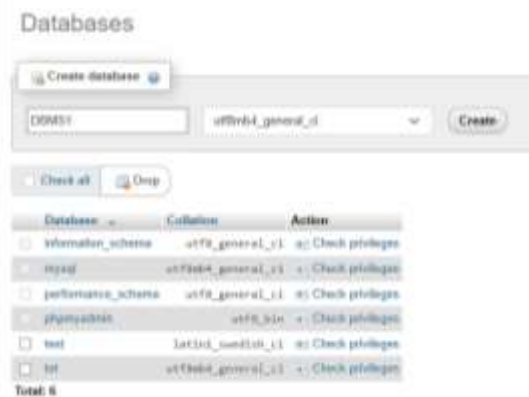 Databases
Create database
DBMS1 utf8mb4_general_ci Create
Check all Drop
Database Collation Action
information_schema utf8_general_ci Check privileges
mysql utf8mb4_general_ci Check privileges
performance_schema utf8_general_ci Check privileges
phpmyadmin utf8_bin Check privileges
test latin1_swedish_ci Check privileges
utf8mb4_general_ci Check privileges
Total: 6